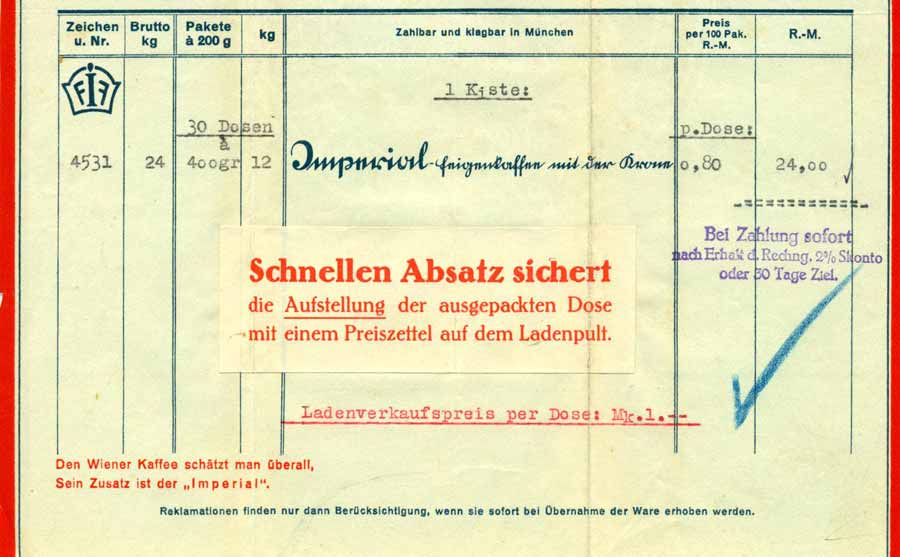 Zeichen u. Nr. Brutto kg Pakete à 200 g kg Zahlbar und klagbar in München Preis per 100 Pak. R.-M. R.-M.
FIF
1 Kiste:
30 Dosen p.Dose:
à
4531 24 400gr 12 Imperial-Feigenkaffee mit der Krone 0,80 24,00
Bei Zahlung sofort
nach Erhalt d. Rechng. 2% Skonto
oder 30 Tage Ziel.
Schnellen Absatz sichert
die Aufstellung der ausgepackten Dose
mit einem Preiszettel auf dem Ladenpult.
Ladenverkaufspreis per Dose: Mk.1.--
Den Wiener Kaffee schätzt man überall,
Sein Zusatz ist der „Imperial“.
Reklamationen finden nur dann Berücksichtigung, wenn sie sofort bei Übernahme der Ware erhoben werden.